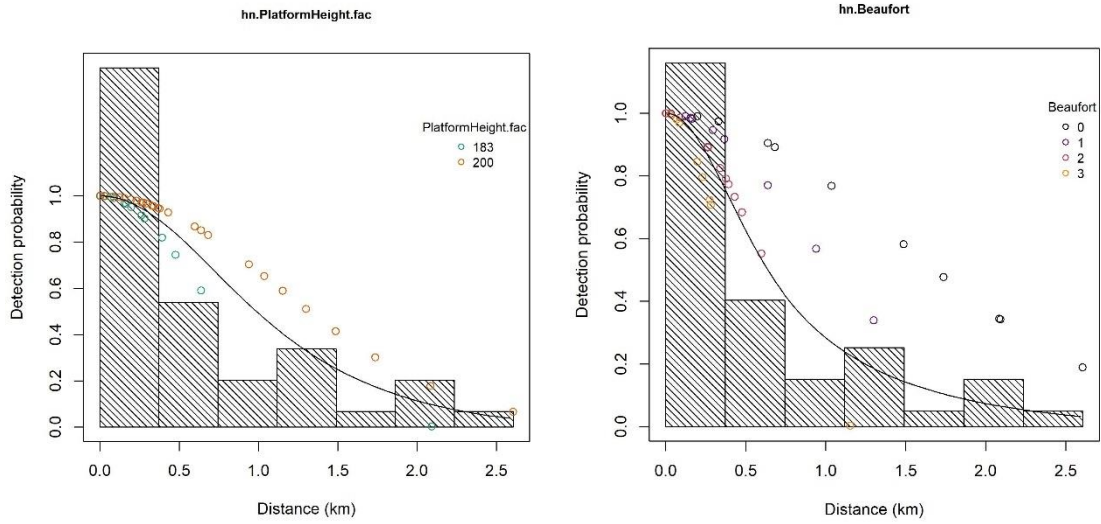 hn.PlatformHeight.fac
Detection probability
1.0
0.8
0.6
0.4
0.2
0.0
PlatformHeight.fac
183
200
0.0 0.5 1.0 1.5 2.0 2.5
Distance (km)
hn.Beaufort
Detection probability
1.0
0.8
0.6
0.4
0.2
0.0
Beaufort
0
1
2
3
0.0 0.5 1.0 1.5 2.0 2.5
Distance (km)